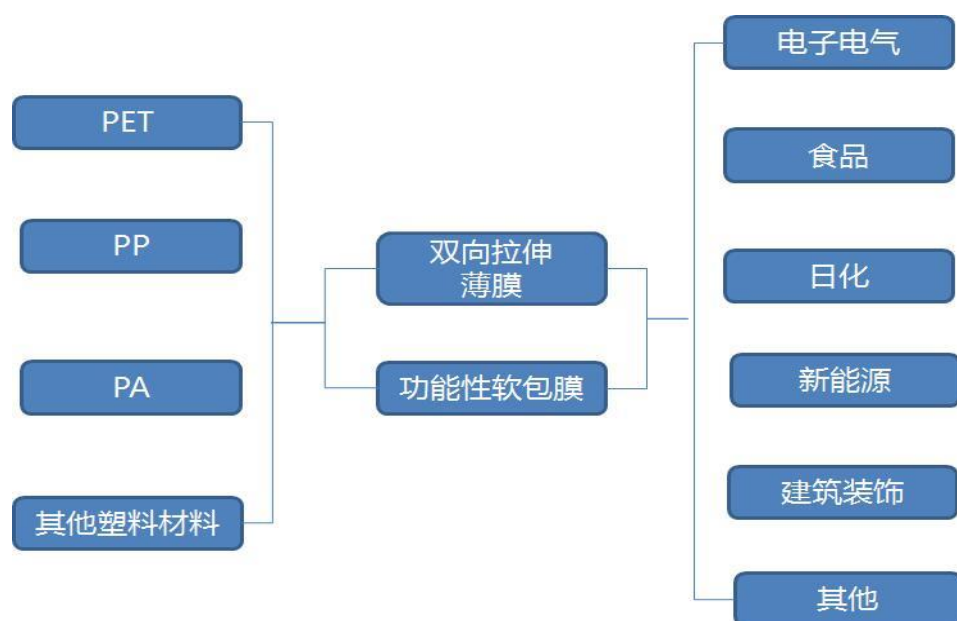 PET
PP
PA
其他塑料材料
双向拉伸
薄膜
功能性软包膜
电子电气
食品
日化
新能源
建筑装饰
其他